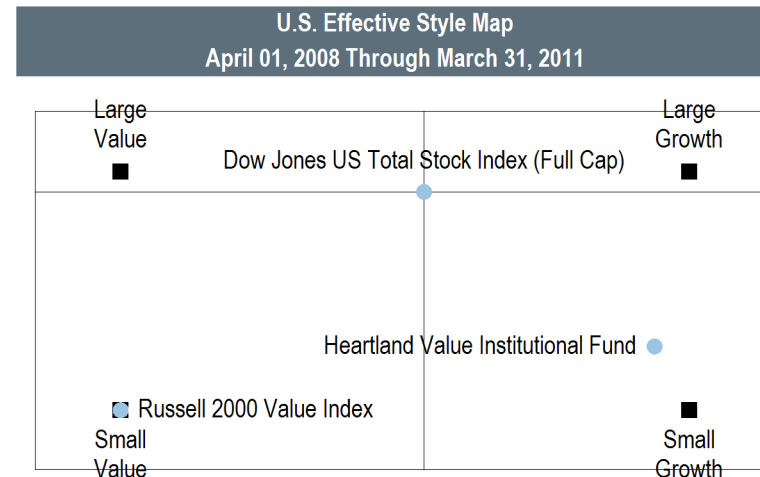 U.S. Effective Style Map
April 01, 2008 Through March 31, 2011
Large
Value
Large
Growth
Dow Jones US Total Stock Index (Full Cap)
Heartland Value Institutional Fund
Russell 2000 Value Index
Small
Value
Small
Growth